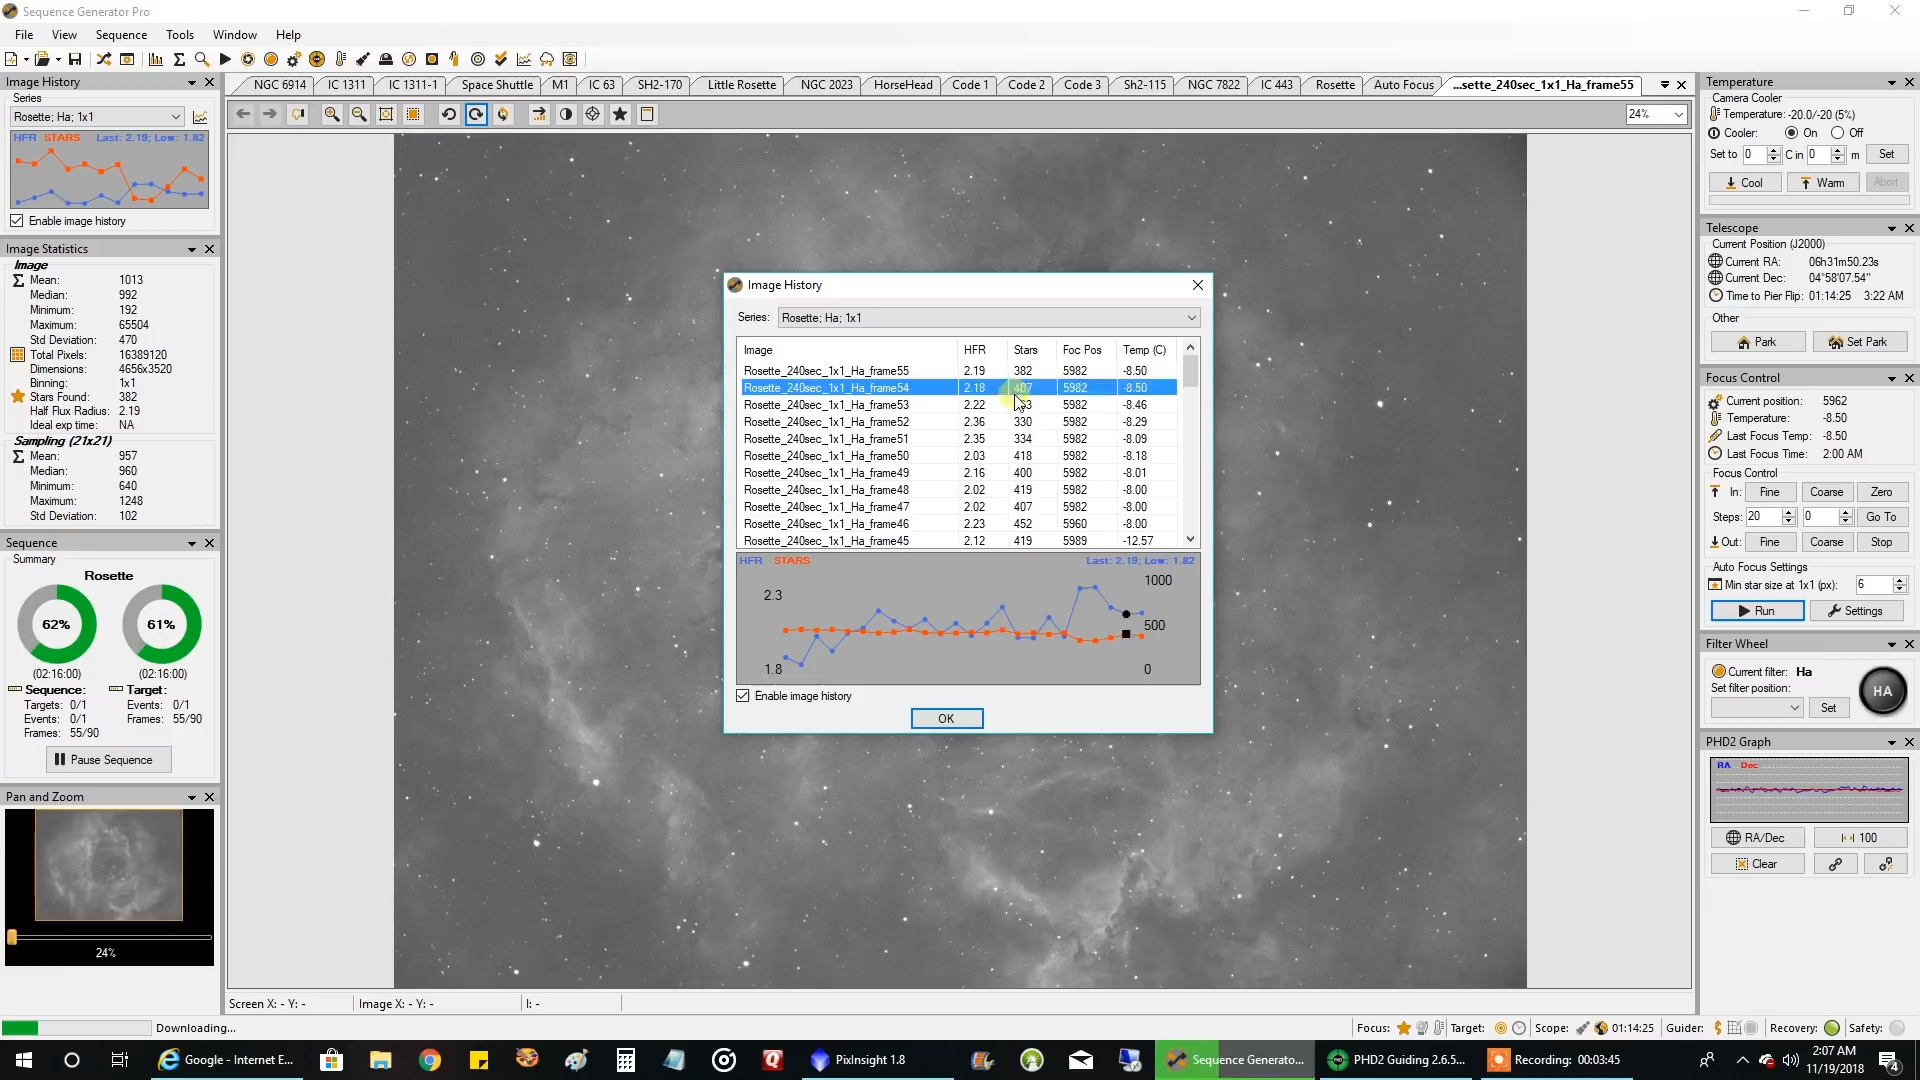 Sequence Generator Pro
File View Sequence Tools Window Help
Image History
Series
Rosette; Ha; 1x1
HFR STARS Last: 2.19; Low: 1.82
Enable image history
Image Statistics
Image
Mean: 1013
Median: 992
Minimum: 192
Maximum: 65504
Std Deviation: 470
Total Pixels: 16389120
Dimensions: 4656x3520
Binning: 1x1
Stars Found: 382
Half Flux Radius: 2.19
Ideal exp time: NA
Sampling (21x21)
Mean: 957
Median: 960
Minimum: 640
Maximum: 1248
Std Deviation: 102
Sequence
Summary
Rosette
62% 61%
(02:16:00) (02:16:00)
Sequence: Target:
Targets: 0/1 Events: 0/1
Events: 0/1 Frames: 55/90
Frames: 55/90
Pause Sequence
Pan and Zoom
24%
NGC 6914 IC 1311 IC 1311-1 Space Shuttle M1 IC 63 SH2-170 Little Rosette NGC 2023 HorseHead Code 1 Code 2 Code 3 Sh2-115 NGC 7822 IC 443 Rosette Auto Focus ...sette_240sec_1x1_Ha_frame55
24%
Image History
Series: Rosette; Ha; 1x1
Image HFR Stars Foc Pos Temp (C)
Rosette_240sec_1x1_Ha_frame55 2.19 382 5982 -8.50
Rosette_240sec_1x1_Ha_frame54 2.18 407 5982 -8.50
Rosette_240sec_1x1_Ha_frame53 2.22 5982 -8.46
Rosette_240sec_1x1_Ha_frame52 2.36 330 5982 -8.29
Rosette_240sec_1x1_Ha_frame51 2.35 334 5982 -8.09
Rosette_240sec_1x1_Ha_frame50 2.03 418 5982 -8.18
Rosette_240sec_1x1_Ha_frame49 2.16 400 5982 -8.01
Rosette_240sec_1x1_Ha_frame48 2.02 419 5982 -8.00
Rosette_240sec_1x1_Ha_frame47 2.02 407 5982 -8.00
Rosette_240sec_1x1_Ha_frame46 2.23 452 5960 -8.00
Rosette_240sec_1x1_Ha_frame45 2.12 419 5989 -12.57
HFR STARS Last: 2.19; Low: 1.82
1000
2.3
500
1.8 0
Enable image history
OK
Temperature
Camera Cooler
Temperature: -20.0/-20 (5%)
Cooler: On Off
Set to 0 C in 0 m Set
Cool Warm Abort
Telescope
Current Position (J2000)
Current RA: 06h31m50.23s
Current Dec: 04°58'07.54"
Time to Pier Flip: 01:14:25 3:22 AM
Other
Park Set Park
Focus Control
Current position: 5962
Temperature: -8.50
Last Focus Temp: -8.50
Last Focus Time: 2:00 AM
Focus Control
In: Fine Coarse Zero
Steps: 20 0 Go To
Out: Fine Coarse Stop
Auto Focus Settings
Min star size at 1x1 (px): 6
Run Settings
Filter Wheel
Current filter: Ha
Set filter position:
Set
HA
PHD2 Graph
RA Dec
RA/Dec 100
Clear
Screen X: - Y: - Image X: - Y: - I: -
Downloading...
Focus: Target: Scope: 01:14:25 Guider: Recovery: Safety:
Google - Internet E...
PixInsight 1.8
Sequence Generato...
PHD2 Guiding 2.6.5...
Recording: 00:03:45
2:07 AM
11/19/2018
4